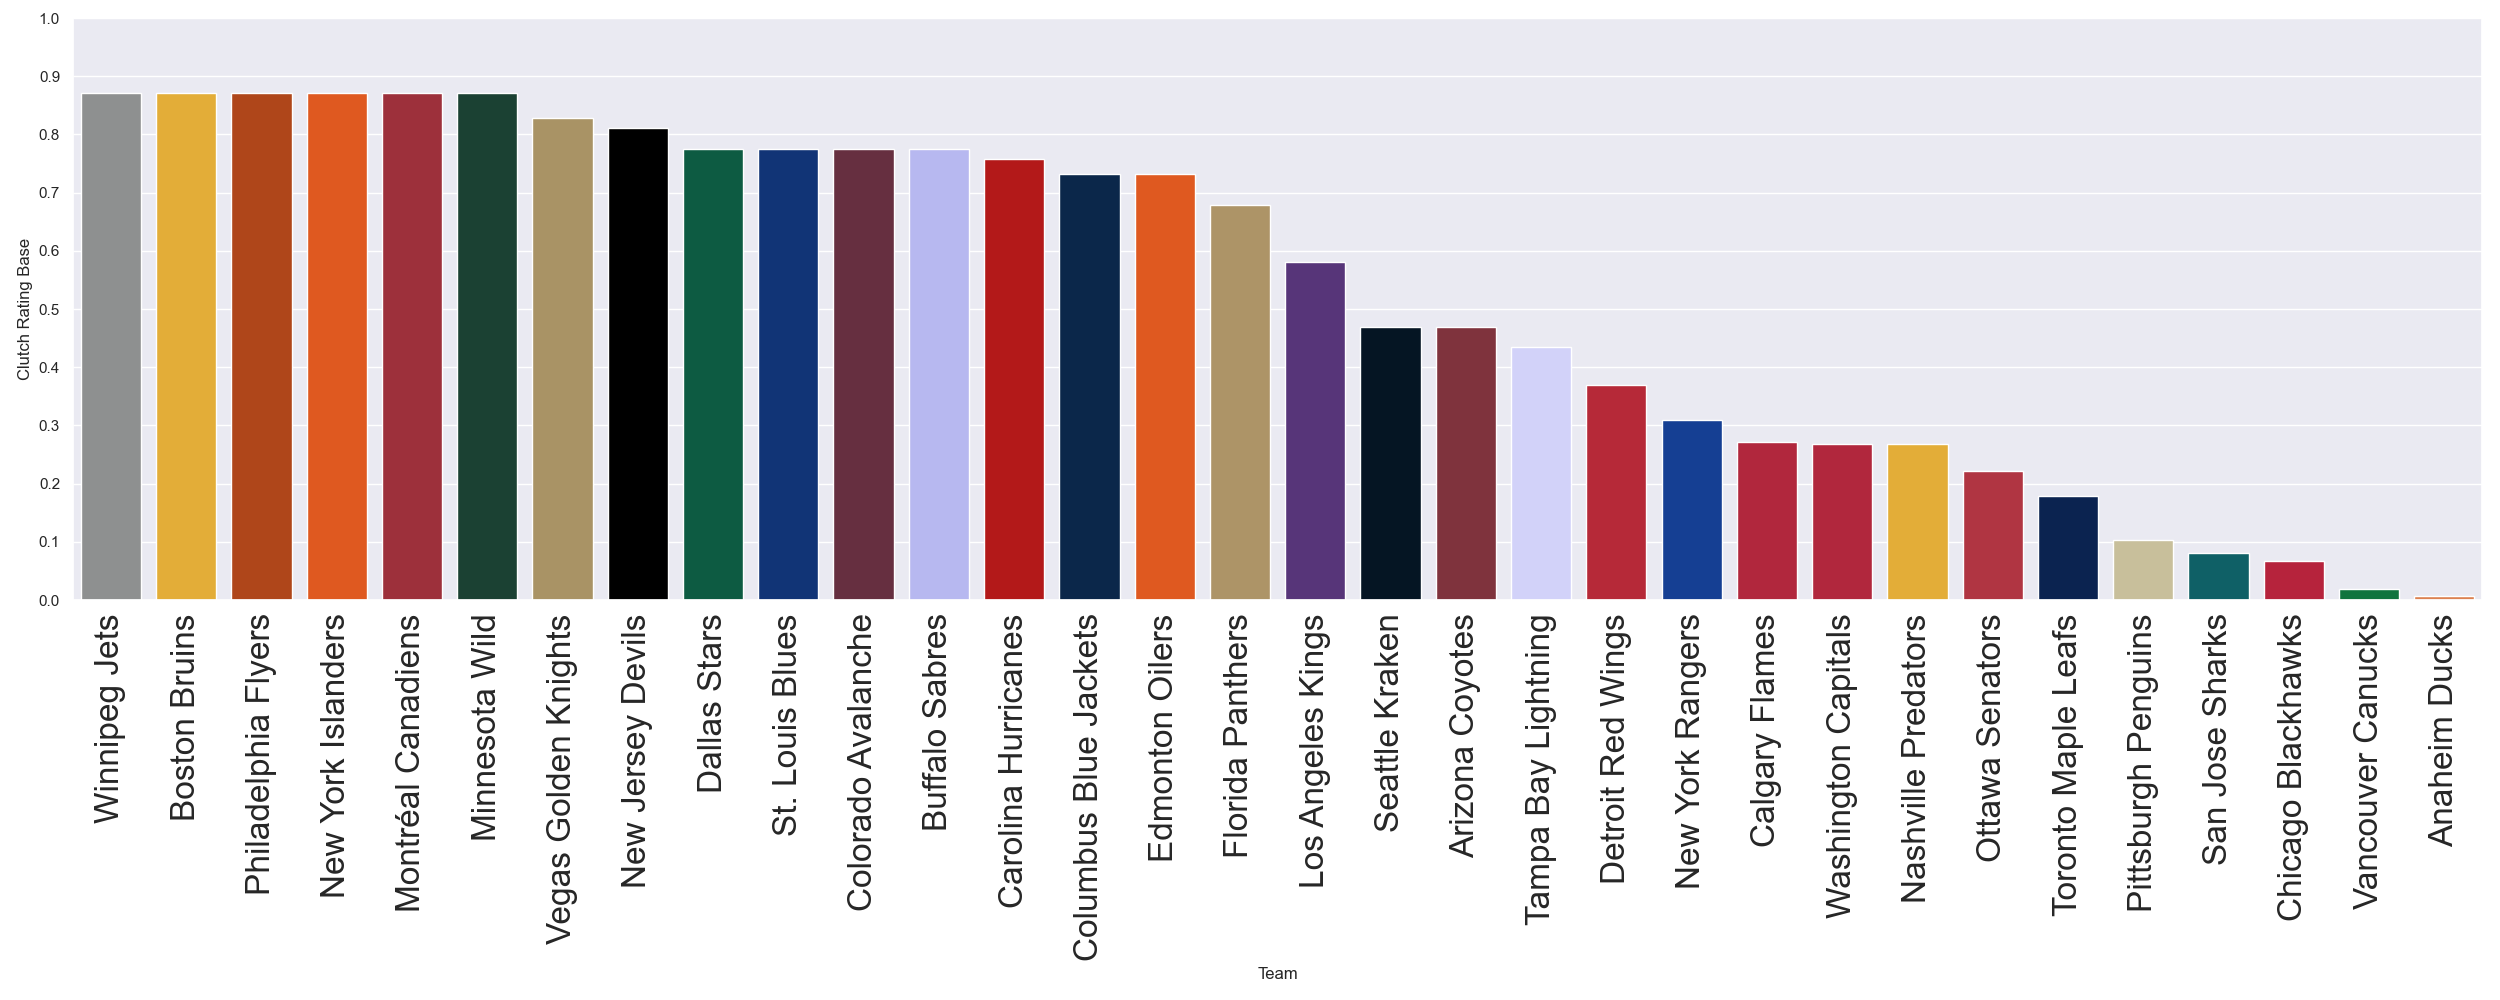 1.0
0.9
0.8
0.7
0.6
0.5
0.4
0.3
0.2
0.1
0.0
Clutch Rating Base
Winnipeg Jets
Boston Bruins
Philadelphia Flyers
New York Islanders
Montréal Canadiens
Minnesota Wild
Vegas Golden Knights
New Jersey Devils
Dallas Stars
St. Louis Blues
Colorado Avalanche
Buffalo Sabres
Carolina Hurricanes
Columbus Blue Jackets
Edmonton Oilers
Florida Panthers
Los Angeles Kings
Seattle Kraken
Arizona Coyotes
Tampa Bay Lightning
Detroit Red Wings
New York Rangers
Calgary Flames
Washington Capitals
Nashville Predators
Ottawa Senators
Toronto Maple Leafs
Pittsburgh Penguins
San Jose Sharks
Chicago Blackhawks
Vancouver Canucks
Anaheim Ducks
Team